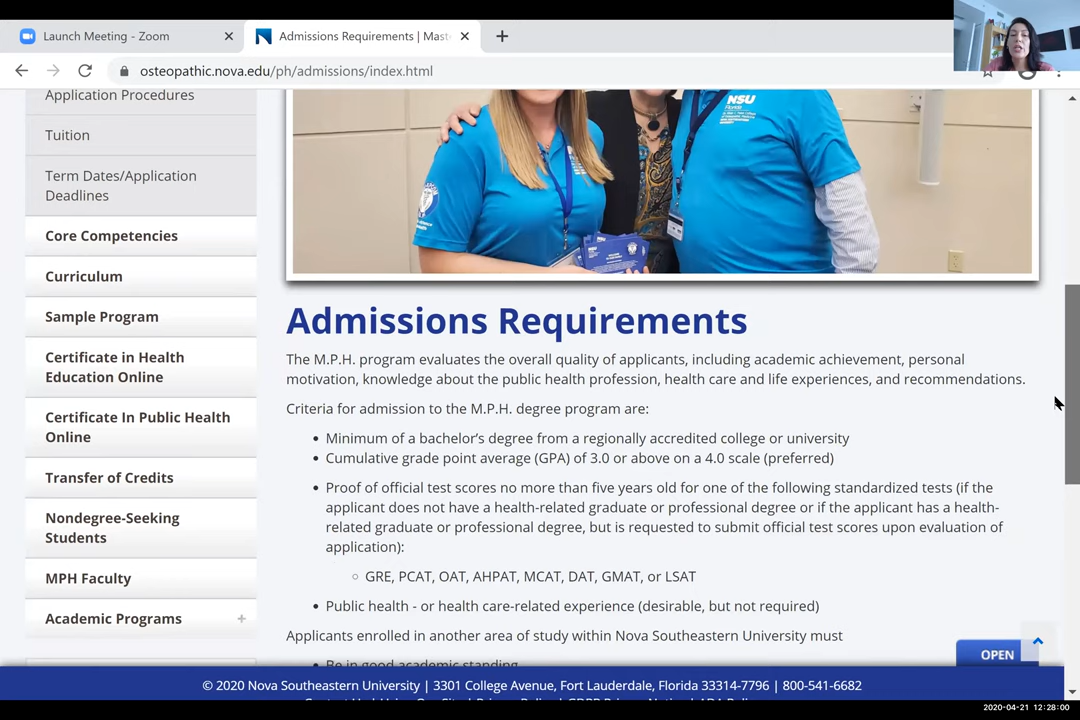 Launch Meeting - Zoom
Admissions Requirements | Mast
osteopathic.nova.edu/ph/admissions/index.html
Application Procedures
Tuition
Term Dates/Application
Deadlines
Core Competencies
Curriculum
Sample Program
Certificate in Health
Education Online
Certificate In Public Health
Online
Transfer of Credits
Nondegree-Seeking
Students
MPH Faculty
Academic Programs
NSU
Florida
Admissions Requirements
The M.P.H. program evaluates the overall quality of applicants, including academic achievement, personal
motivation, knowledge about the public health profession, health care and life experiences, and recommendations.
Criteria for admission to the M.P.H. degree program are:
• Minimum of a bachelor's degree from a regionally accredited college or university
• Cumulative grade point average (GPA) of 3.0 or above on a 4.0 scale (preferred)
• Proof of official test scores no more than five years old for one of the following standardized tests (if the
applicant does not have a health-related graduate or professional degree or if the applicant has a health-
related graduate or professional degree, but is requested to submit official test scores upon evaluation of
application):
○ GRE, PCAT, OAT, AHPAT, MCAT, DAT, GMAT, or LSAT
• Public health - or health care-related experience (desirable, but not required)
Applicants enrolled in another area of study within Nova Southeastern University must
• Be in good academic standing
OPEN
© 2020 Nova Southeastern University | 3301 College Avenue, Fort Lauderdale, Florida 33314-7796 | 800-541-6682
2020-04-21 12:28:00